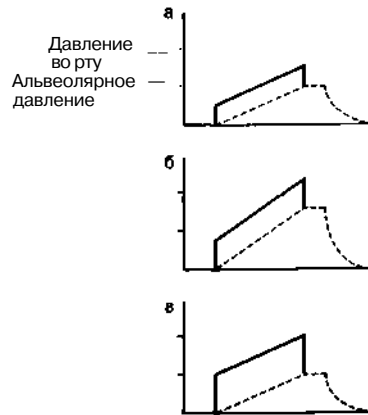 а
Давление
во рту
Альвеолярное
давление
б
в